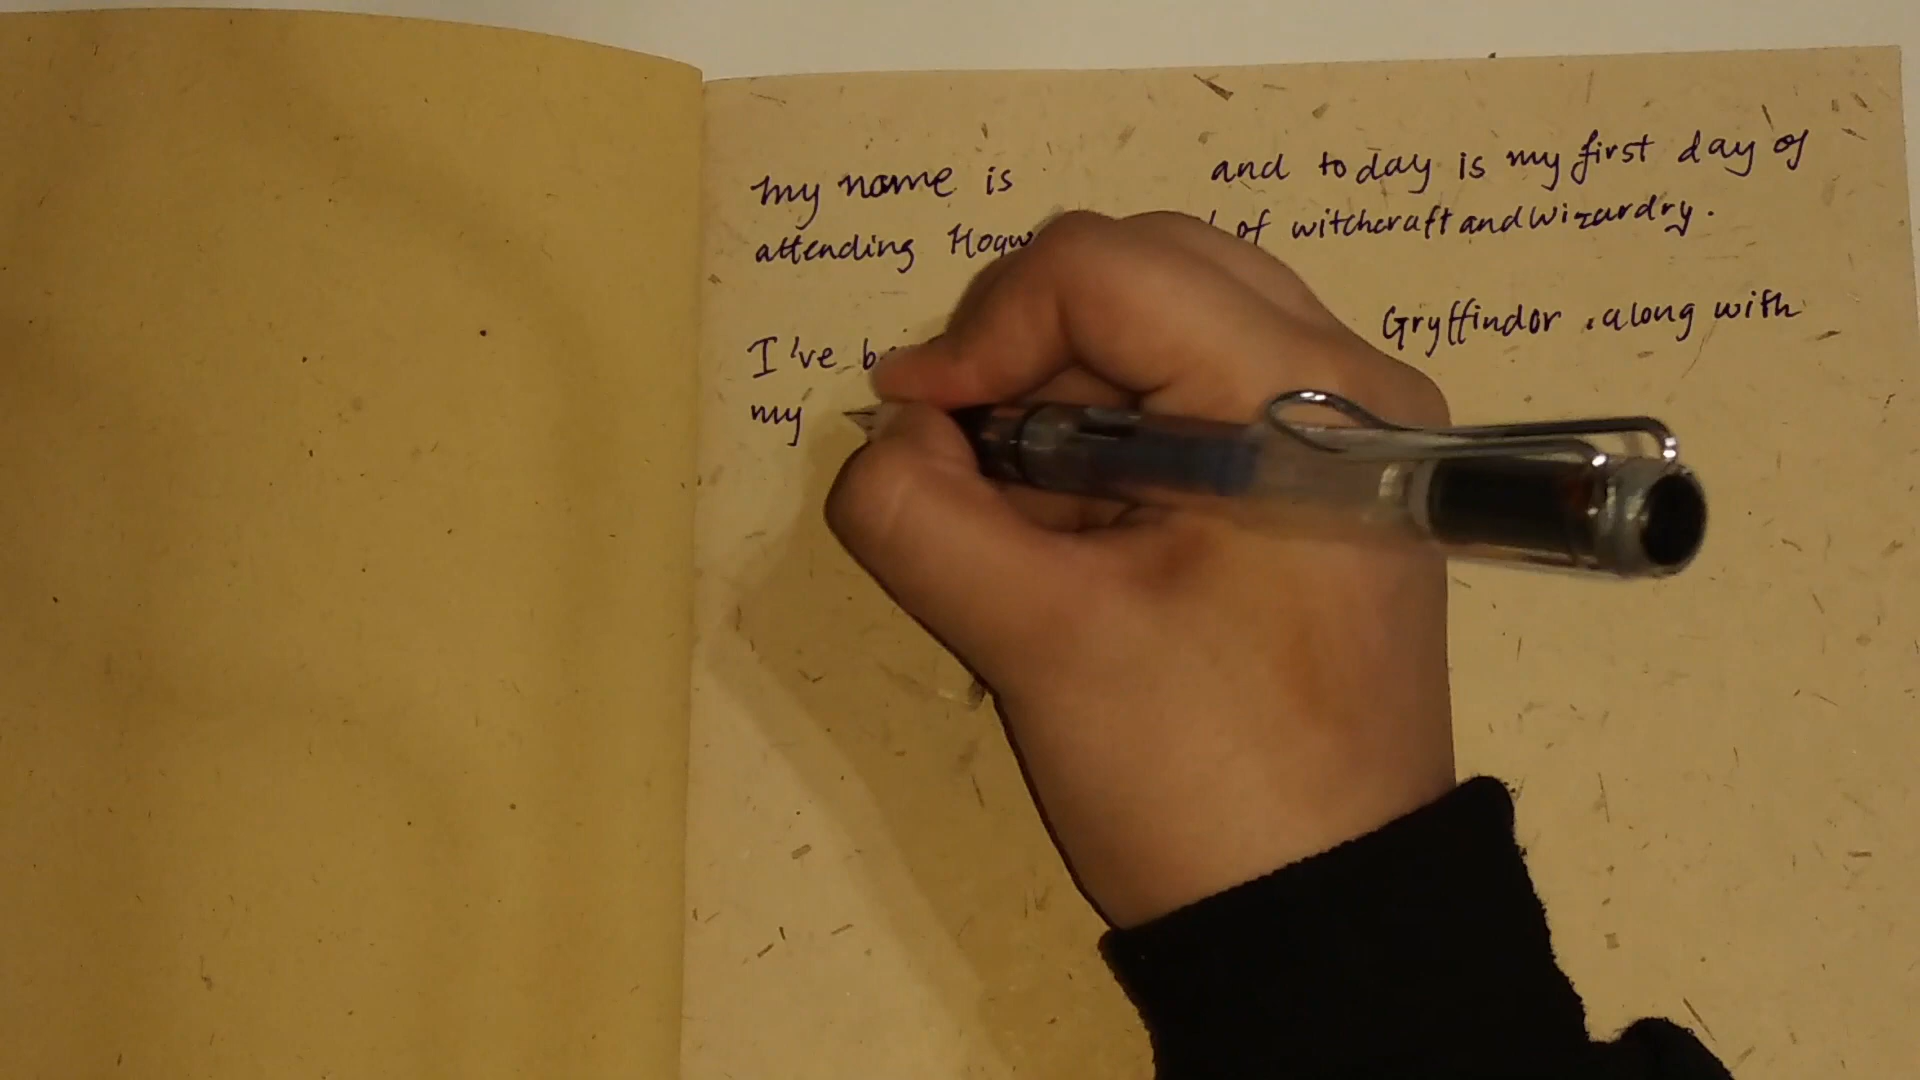 my name is and today is my first day of
attending of witchcraft and wizardry.
I've Gryffindor, along with
my